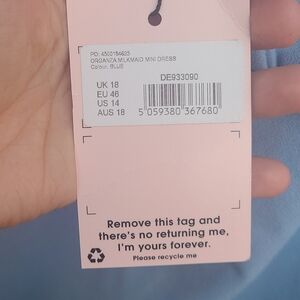 PO: 4500154623
ORGANZA MILKMAID MINI DRESS
Colour: BLUE
UK 18
EU 46
US 14
AUS 18
DE933090
5 059380 367680
Remove this tag and
there's no returning me,
I'm yours forever.
Please recycle me